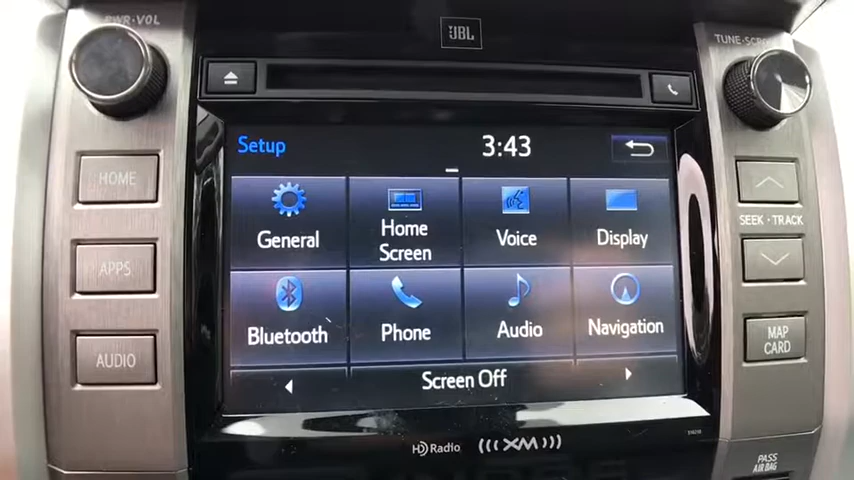 PWR·VOL
JBL
TUNE·SCROLL
Setup
3:43
HOME
General
Home
Screen
Voice
Display
SEEK·TRACK
APPS
Bluetooth
Phone
Audio
Navigation
AUDIO
MAP
CARD
Screen Off
HD Radio
XM
PASS
AIR BAG